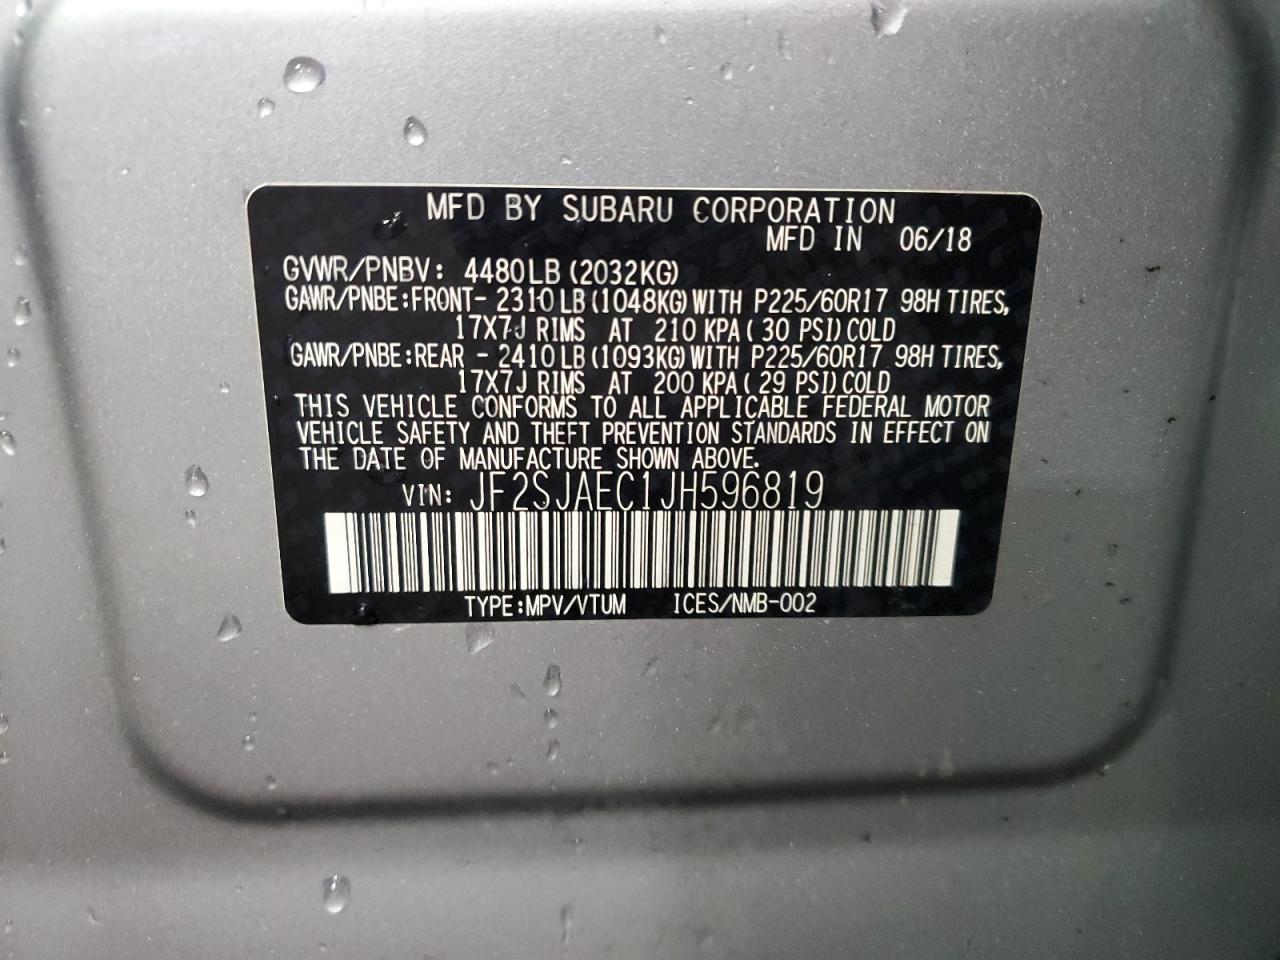 MFD BY SUBARU CORPORATION
MFD IN 06/18
GVWR/PNBV: 4480LB (2032KG)
GAWR/PNBE:FRONT- 2310LB(1048KG)WITH P225/60R17 98H TIRES,
17X7J RIMS AT 210 KPA(30 PSI)COLD
GAWR/PNBE:REAR - 2410LB(1093KG)WITH P225/60R17 98H TIRES,
17X7J RIMS AT 200 KPA(29 PSI)COLD
THIS VEHICLE CONFORMS TO ALL APPLICABLE FEDERAL MOTOR
VEHICLE SAFETY AND THEFT PREVENTION STANDARDS IN EFFECT ON
THE DATE OF MANUFACTURE SHOWN ABOVE.
VIN: JF2SJAEC1JH596819
TYPE:MPV/VTUM ICES/NMB-002